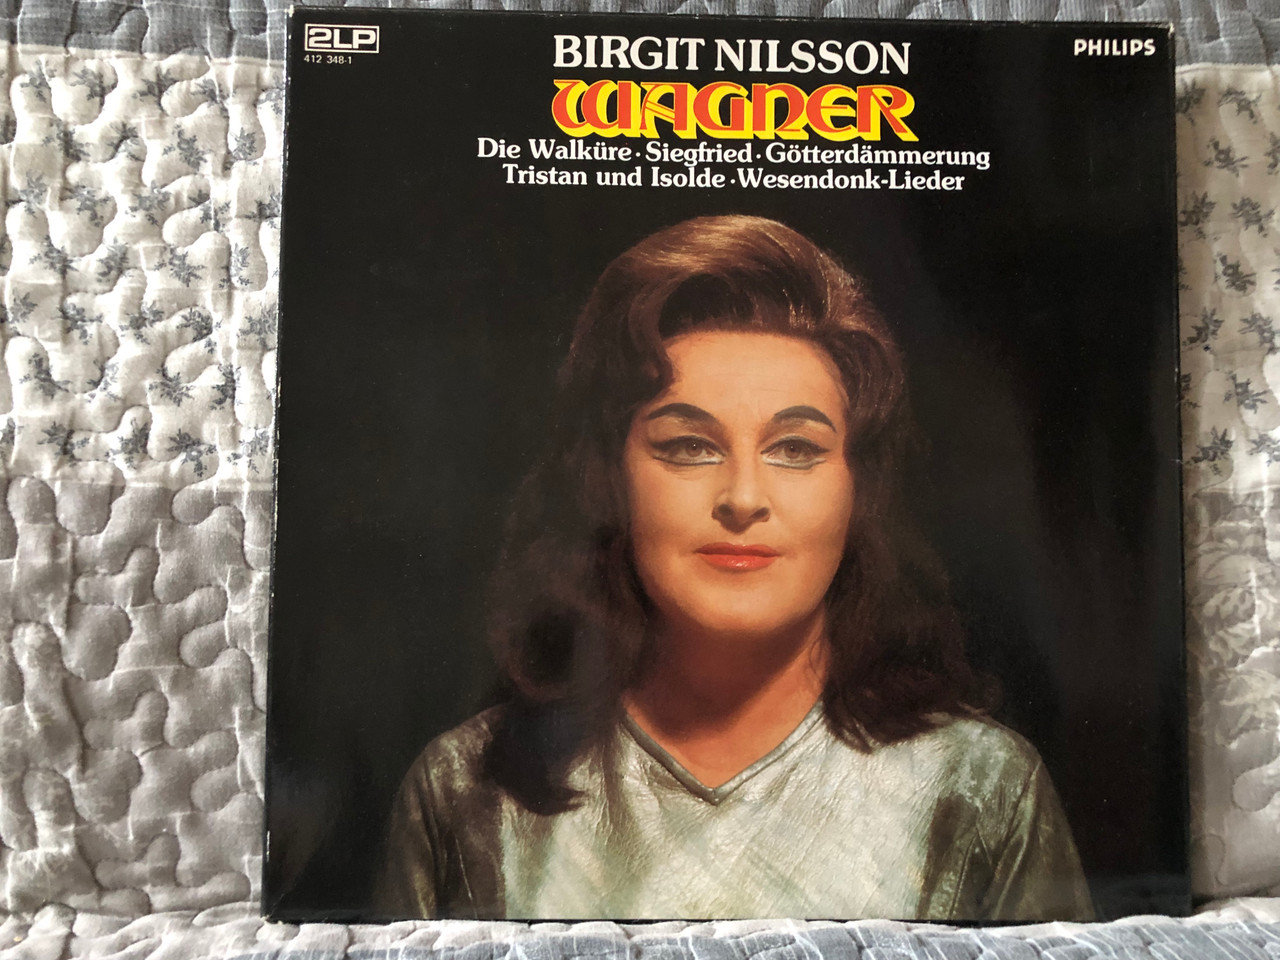 2LP
412 348-1
BIRGIT NILSSON
PHILIPS
WAGNER
Die Walküre · Siegfried · Götterdämmerung
Tristan und Isolde · Wesendonk-Lieder